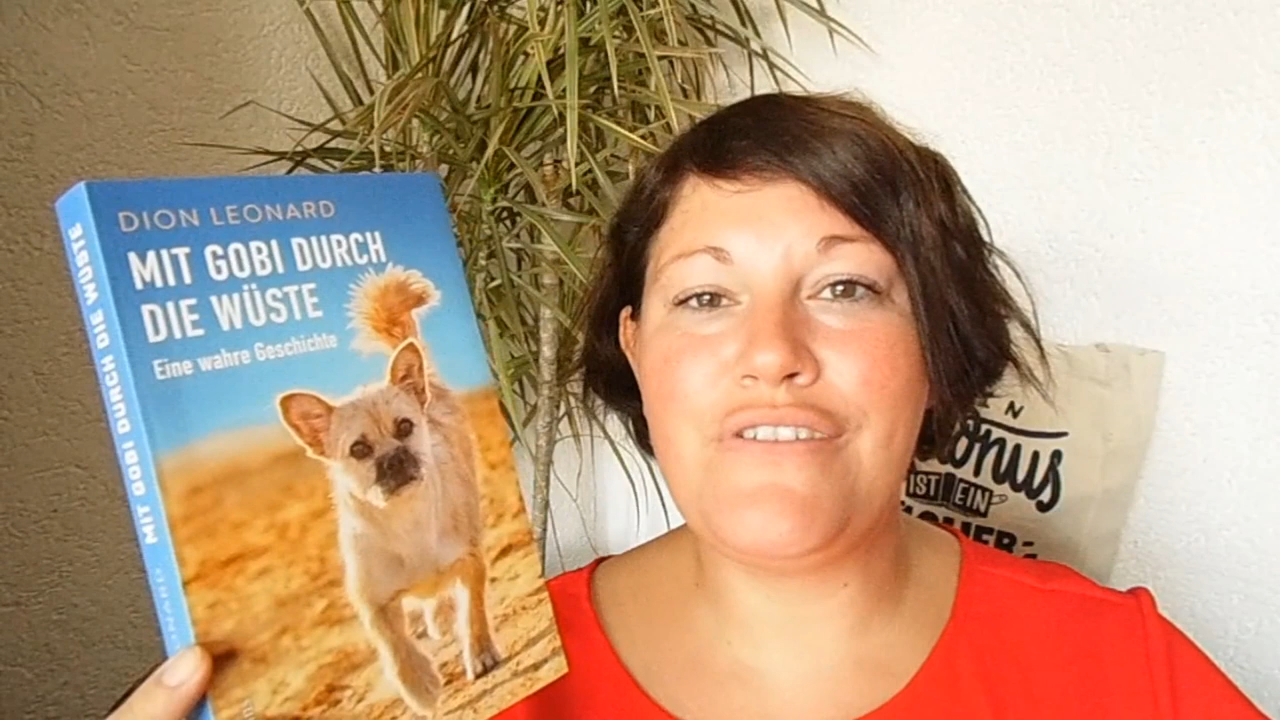 DION LEONARD
MIT GOBI DURCH
DIE WÜSTE
Eine wahre Geschichte
MIT GOBI DURCH DIE WÜSTE
IST EIN